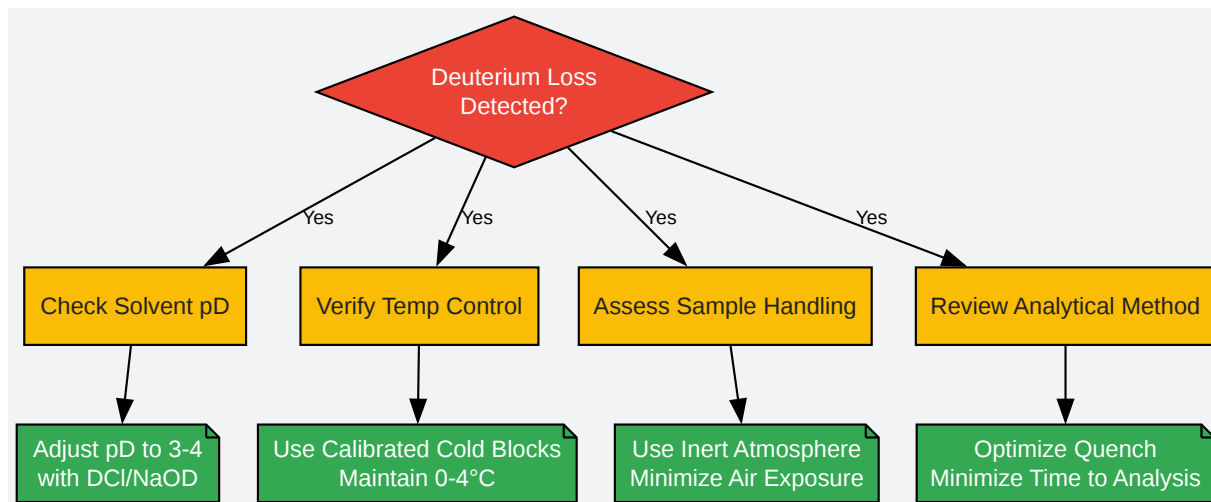 Deuterium Loss
Detected?
Yes
Yes
Yes
Yes
Check Solvent pD
Verify Temp Control
Assess Sample Handling
Review Analytical Method
Adjust pD to 3-4
with DCl/NaOD
Use Calibrated Cold Blocks
Maintain 0-4°C
Use Inert Atmosphere
Minimize Air Exposure
Optimize Quench
Minimize Time to Analysis